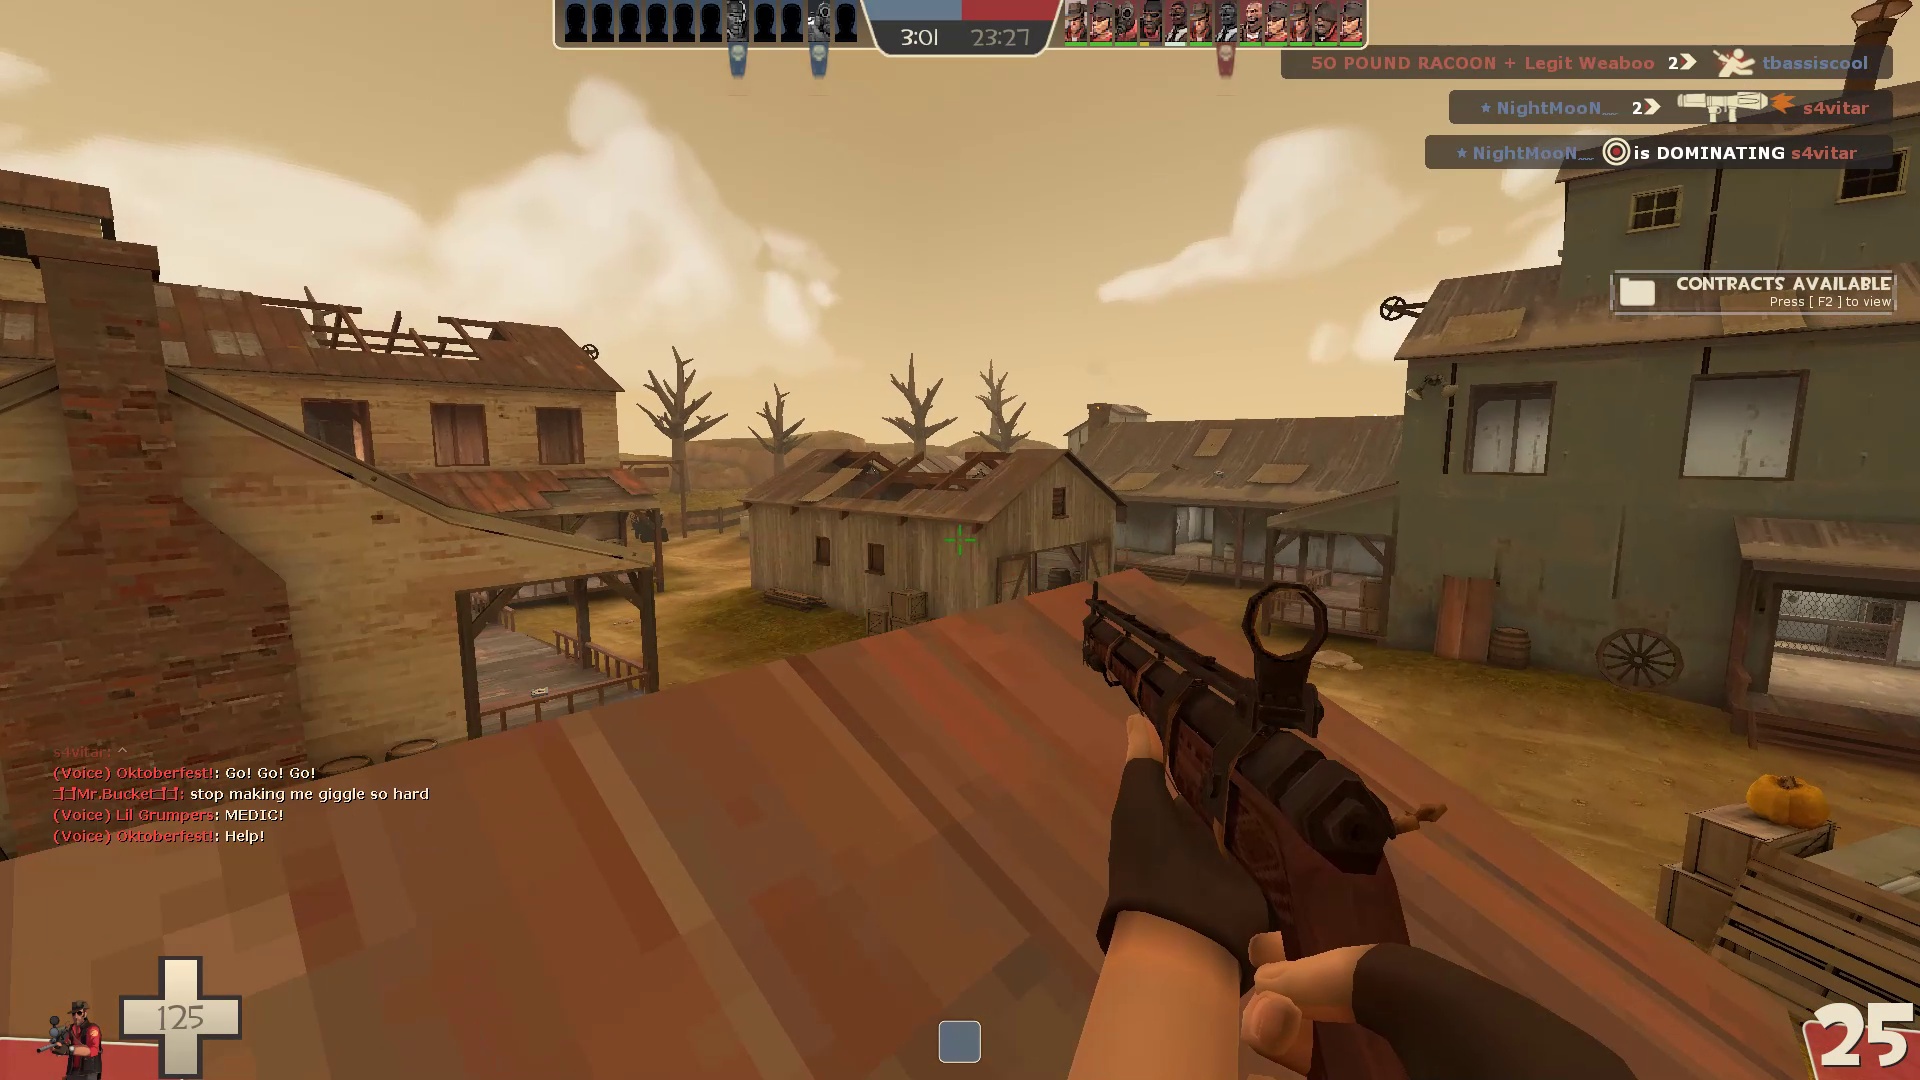 3:01 23:27
50 POUND RACOON + Legit Weaboo 2 tbassiscool
NightMooN__ 2 s4vitar
NightMooN__ is DOMINATING s4vitar
CONTRACTS AVAILABLE
Press [ F2 ] to view
s4vitar: ^
(Voice) Oktoberfest!: Go! Go! Go!
Mr.Bucket: stop making me giggle so hard
(Voice) Lil Grumpers: MEDIC!
(Voice) Oktoberfest!: Help!
125
25